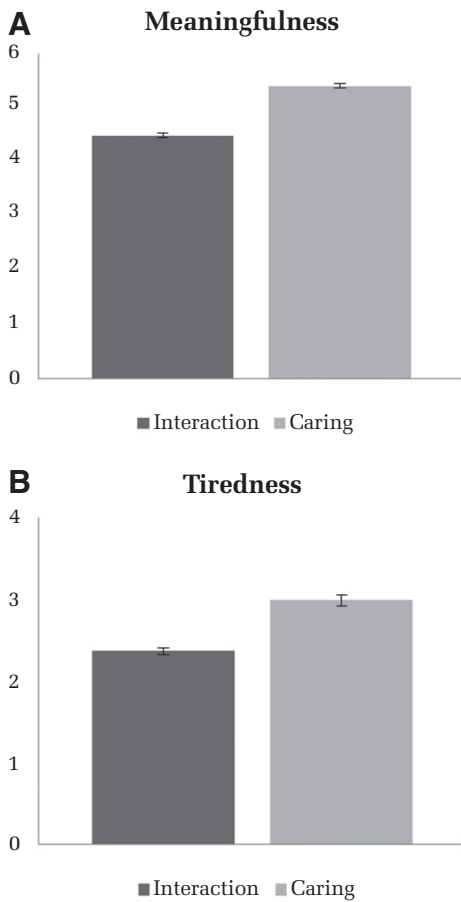 A
Meaningfulness
6
5
4
3
2
1
0
Interaction Caring
B
Tiredness
4
3
2
1
0
Interaction Caring